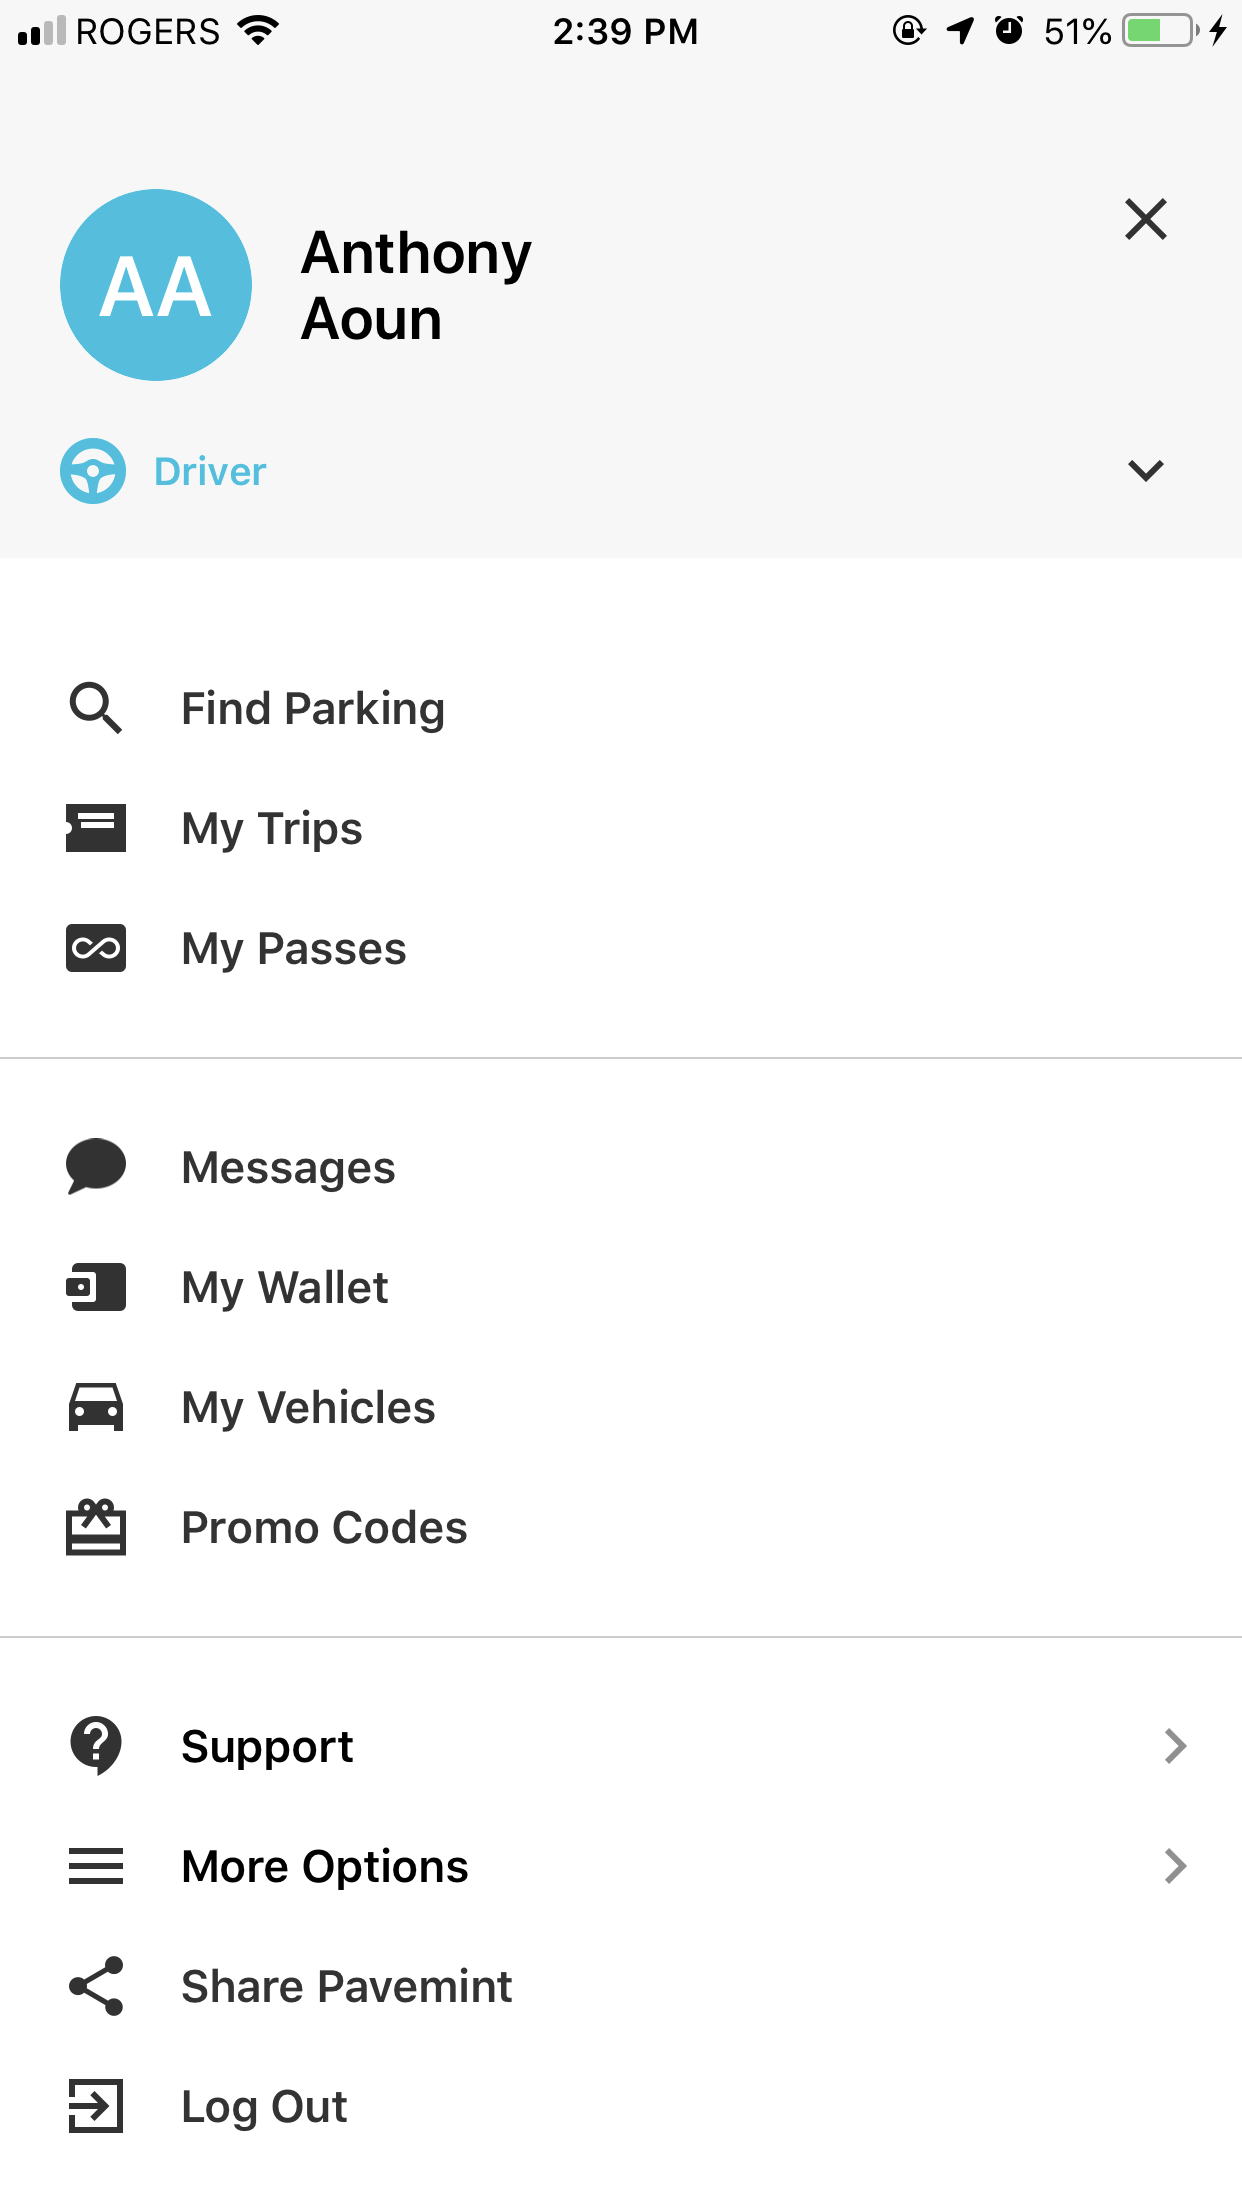 ROGERS 2:39 PM 51%
AA
Anthony
Aoun
Driver
Find Parking
My Trips
My Passes
Messages
My Wallet
My Vehicles
Promo Codes
Support
More Options
Share Pavemint
Log Out